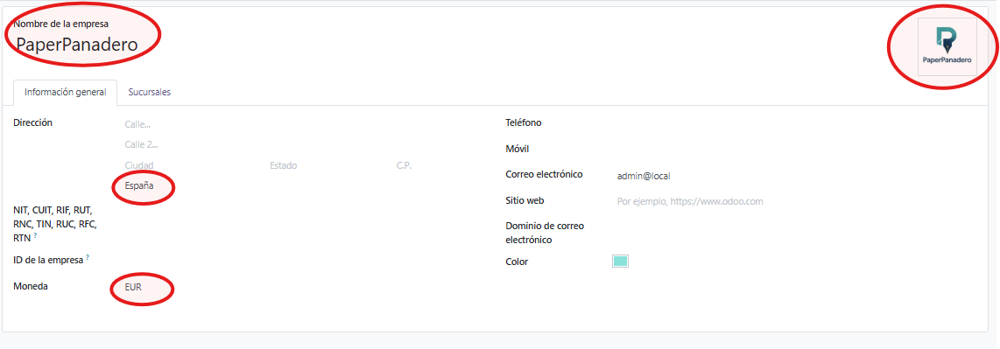 Nombre de la empresa
PaperPanadero
PaperPanadero
Información general
Sucursales
Dirección
Calle...
Calle 2...
Ciudad
Estado
C.P.
España
NIT, CUIT, RIF, RUT,
RNC, TIN, RUC, RFC,
RTN ?
ID de la empresa ?
Moneda
EUR
Teléfono
Móvil
Correo electrónico
admin@local
Sitio web
Por ejemplo, https://www.odoo.com
Dominio de correo
electrónico
Color